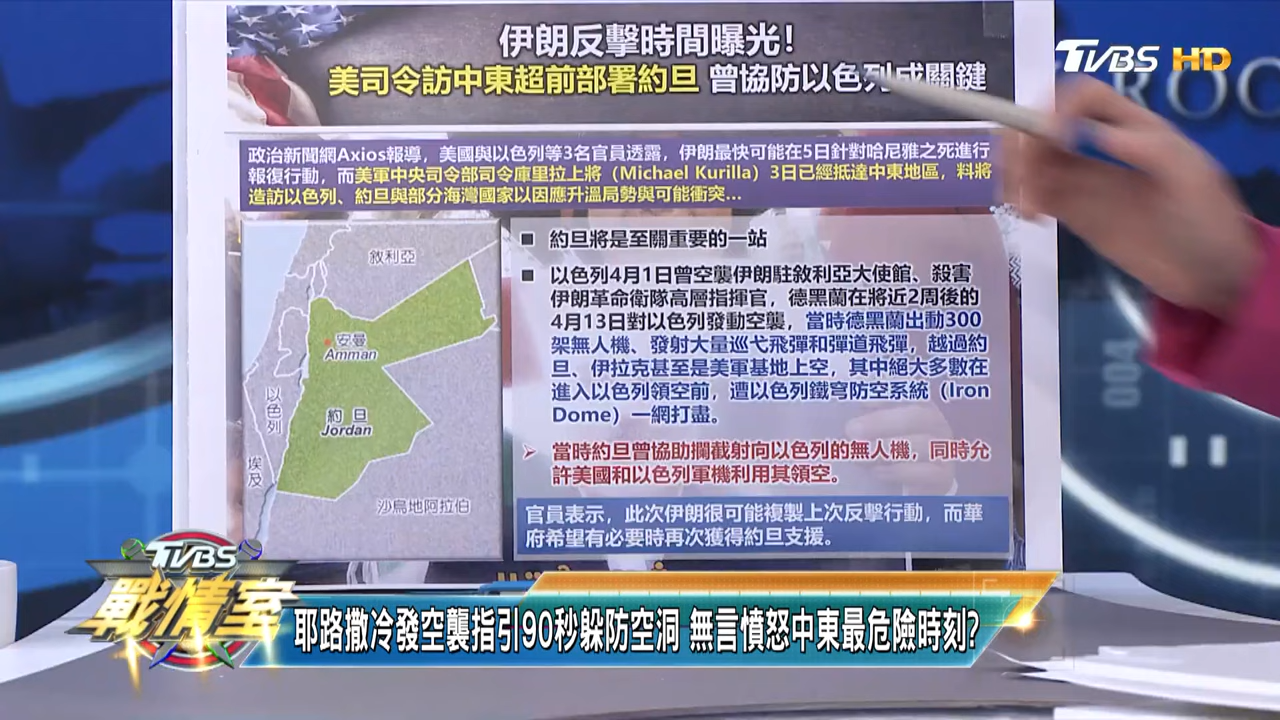 伊朗反擊時間曝光！
美司令訪中東超前部署約旦 曾協防以色列成關鍵
TVBS HD
政治新聞網Axios報導，美國與以色列等3名官員透露，伊朗最快可能在5日針對哈尼雅之死進行
報復行動，而美軍中央司令部司令庫里拉上將（Michael Kurilla）3日已經抵達中東地區，料將
造訪以色列、約旦與部分海灣國家以因應升溫局勢與可能衝突...
敘利亞
安曼
Amman
以色列
約旦
Jordan
埃及
沙烏地阿拉伯
■ 約旦將是至關重要的一站
■ 以色列4月1日曾空襲伊朗駐敘利亞大使館、殺害
伊朗革命衛隊高層指揮官，德黑蘭在將近2周後的
4月13日對以色列發動空襲，當時德黑蘭出動300
架無人機、發射大量巡弋飛彈和彈道飛彈，越過約
旦、伊拉克甚至是美軍基地上空，其中絕大多數在
進入以色列領空前，遭以色列鐵穹防空系統（Iron
Dome）一網打盡。
➢ 當時約旦曾協助攔截射向以色列的無人機，同時允
許美國和以色列軍機利用其領空。
官員表示，此次伊朗很可能複製上次反擊行動，而華
府希望有必要時再次獲得約旦支援。
004
TVBS
戰情室
耶路撒冷發空襲指引90秒躲防空洞 無言憤怒中東最危險時刻?